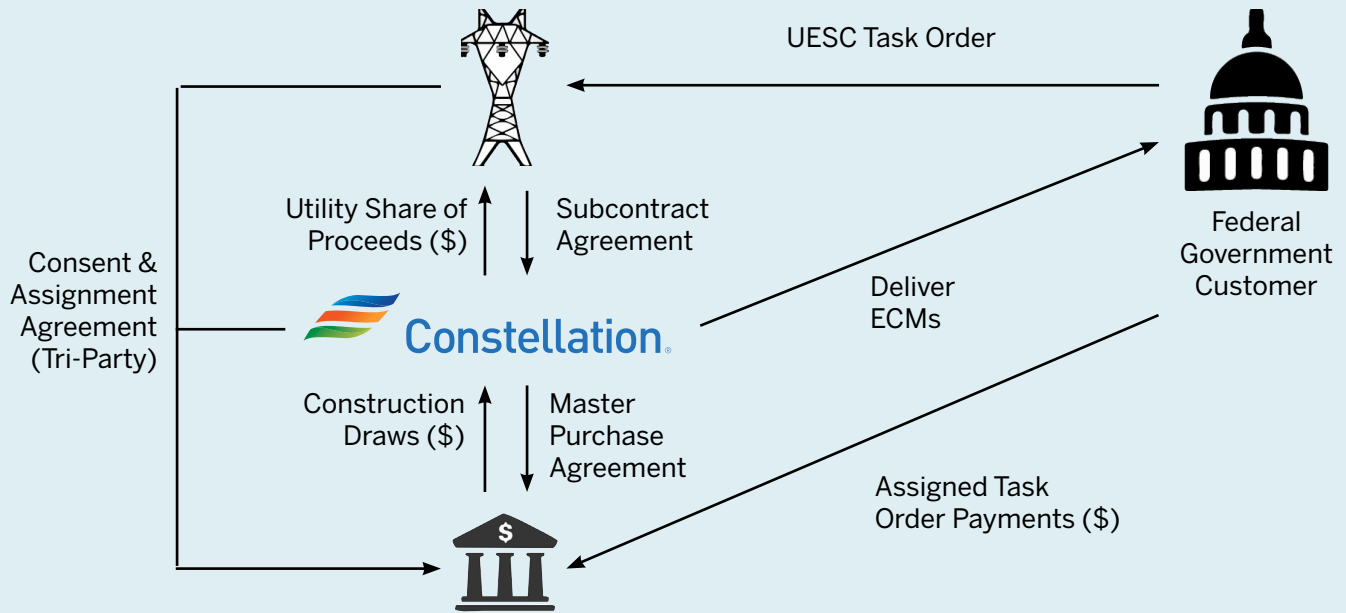 UESC Task Order
Federal
Government
Customer
Utility Share of
Proceeds ($)
Subcontract
Agreement
Consent &
Assignment
Agreement
(Tri-Party)
Constellation®
Deliver
ECMs
Construction
Draws ($)
Master
Purchase
Agreement
Assigned Task
Order Payments ($)
$